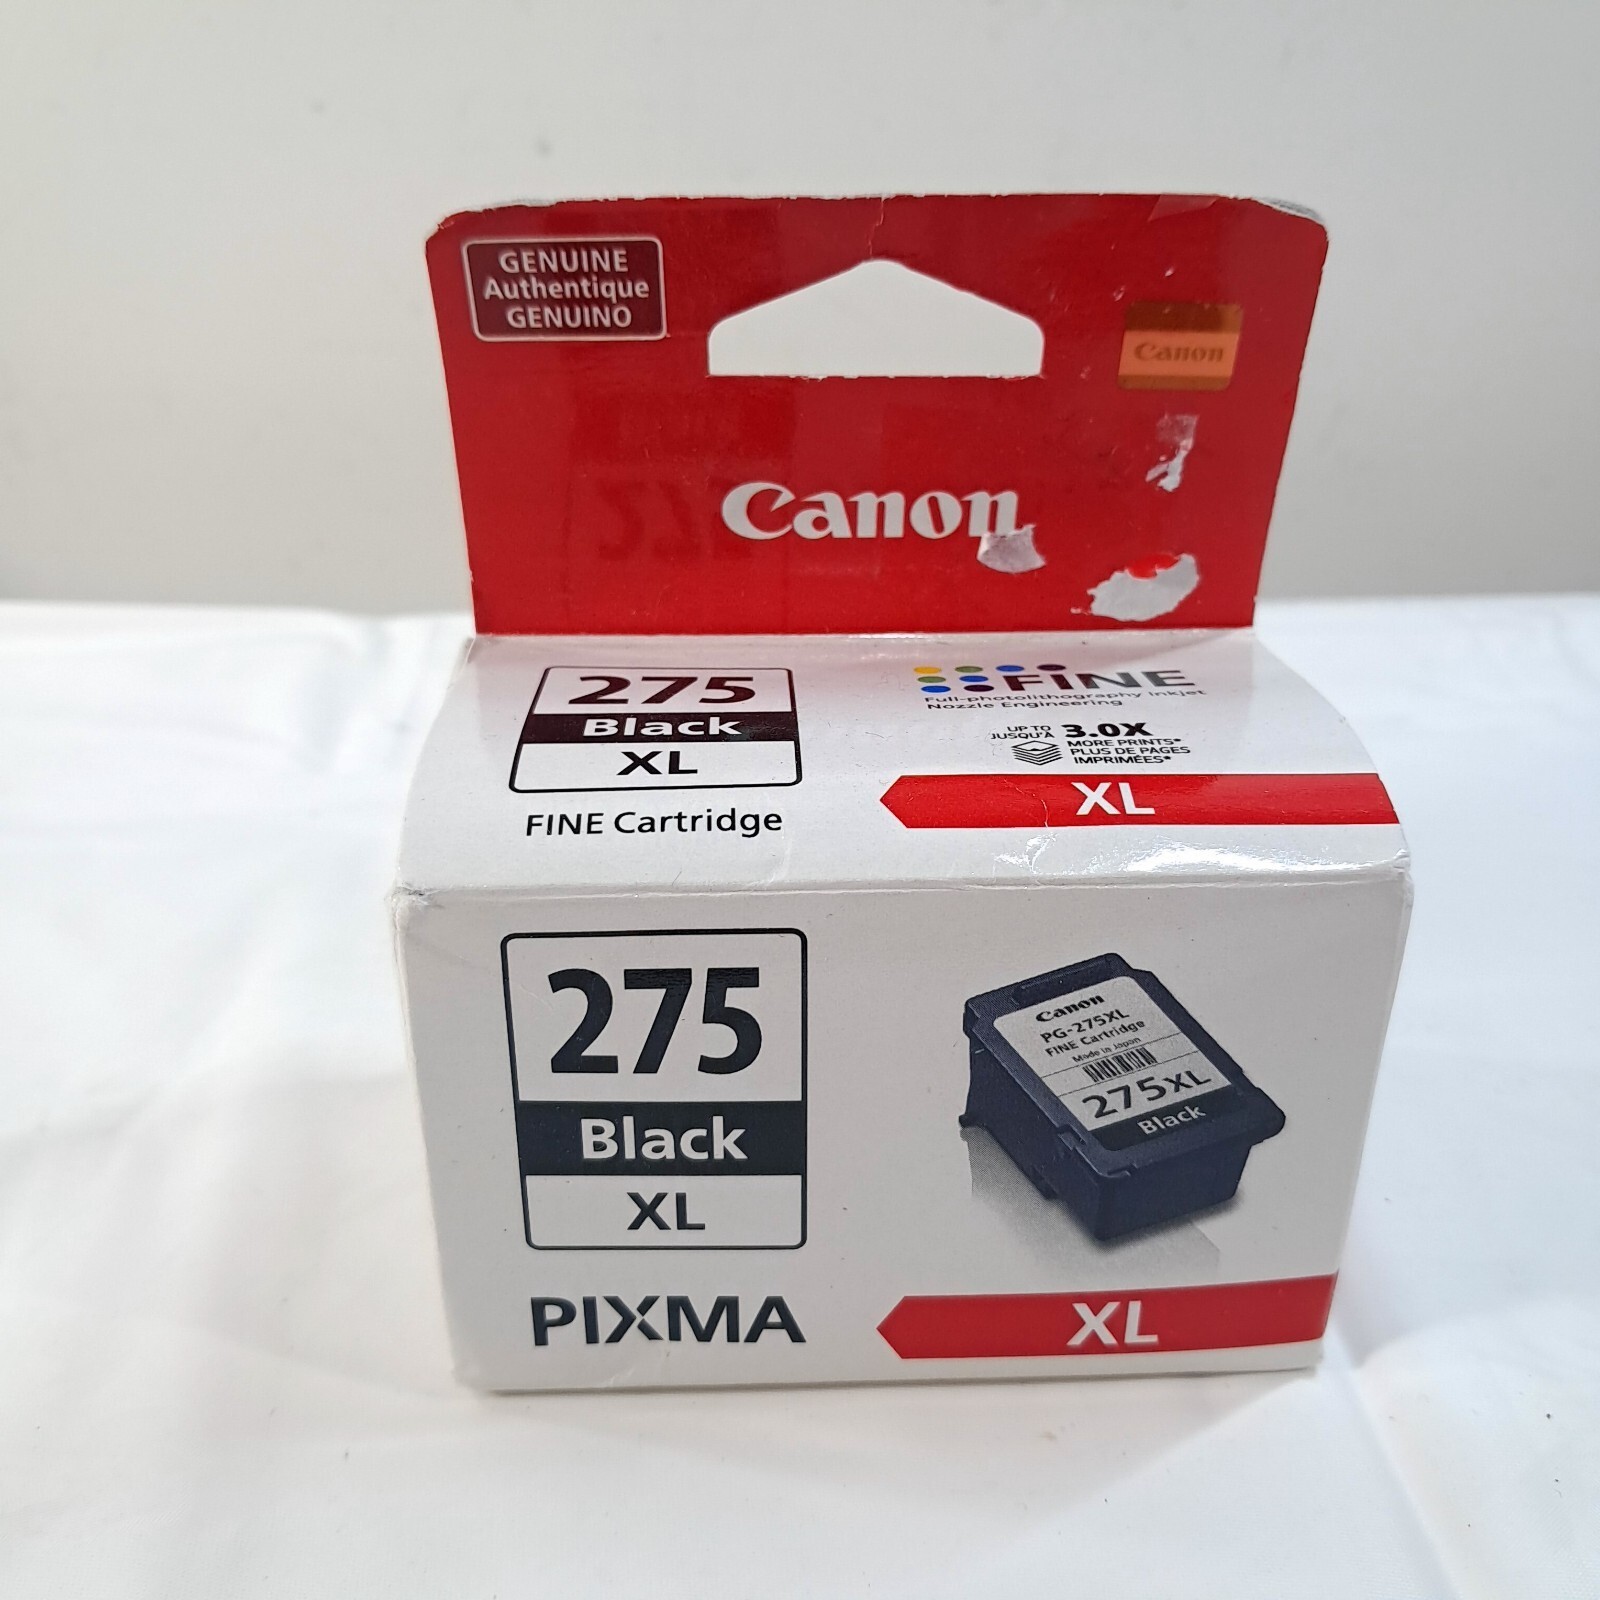 GENUINE
Authentique
GENUINO
Canon
Canon
275
Black
XL
FINE Cartridge
FINE
Full-photolithography Inkjet
Nozzle Engineering
UP TO
JUSQU'À
3.0X
MORE PRINTS*
PLUS DE PAGES
IMPRIMÉES*
XL
275
Black
XL
PIXMA
Canon
PG-275XL
FINE Cartridge
Made in Japan
275XL
Black
XL